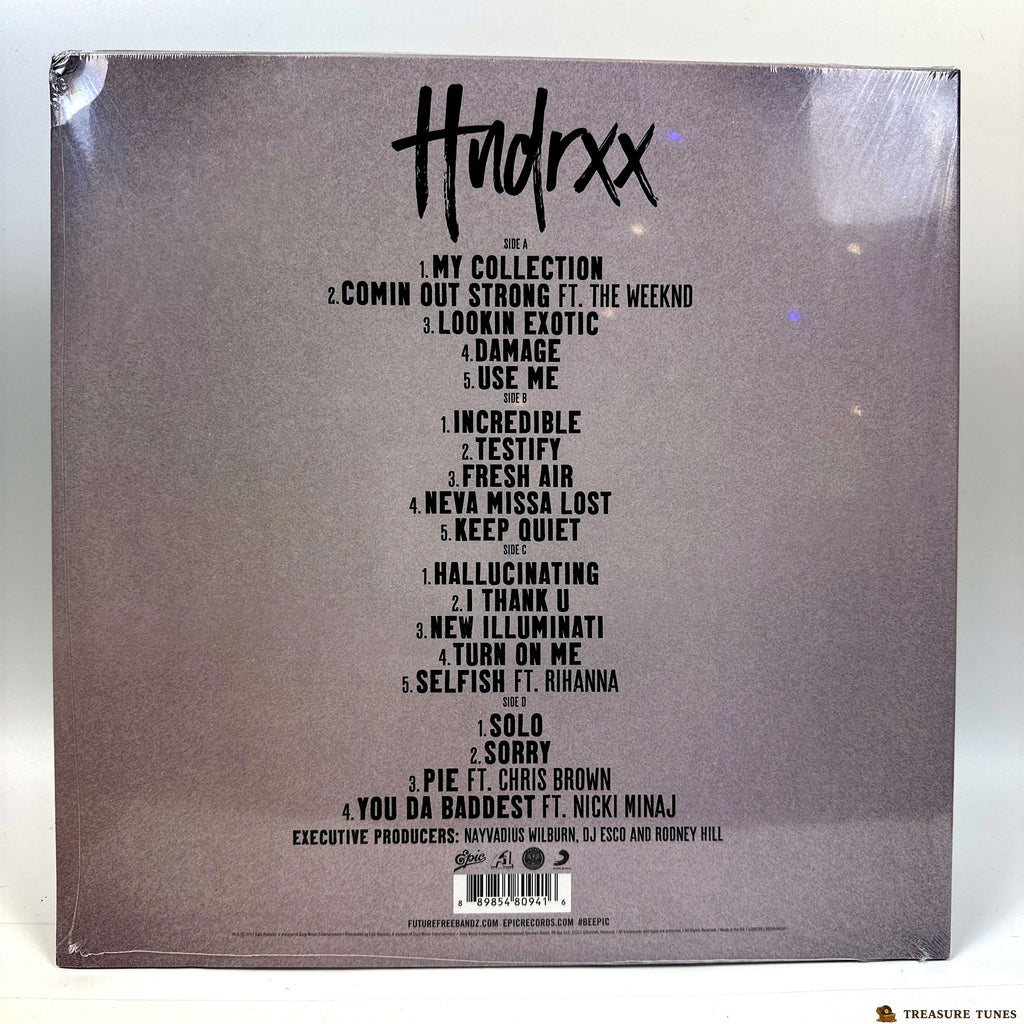 Hndrxx
SIDE A
1. MY COLLECTION
2. COMIN OUT STRONG FT. THE WEEKND
3. LOOKIN EXOTIC
4. DAMAGE
5. USE ME
SIDE B
1. INCREDIBLE
2. TESTIFY
3. FRESH AIR
4. NEVA MISSA LOST
5. KEEP QUIET
SIDE C
1. HALLUCINATING
2. I THANK U
3. NEW ILLUMINATI
4. TURN ON ME
5. SELFISH FT. RIHANNA
SIDE D
1. SOLO
2. SORRY
3. PIE FT. CHRIS BROWN
4. YOU DA BADDEST FT. NICKI MINAJ
EXECUTIVE PRODUCERS: NAYVADIUS WILBURN, DJ ESCO AND RODNEY HILL
Epic A1
8 89854 80941 6
FUTUREFREEBANDZ.COM EPICRECORDS.COM #BEEPIC
TREASURE TUNES